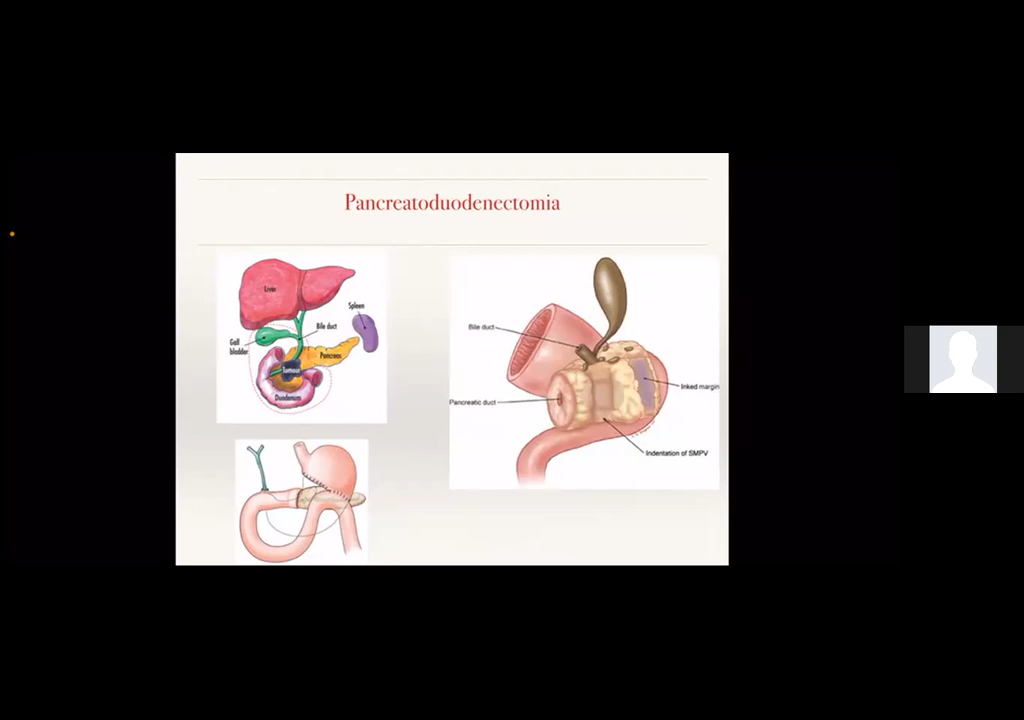 Pancreatoduodenectomia
Liver
Spleen
Bile duct
Gall
bladder
Pancreas
Tumour
Duodenum
Bile duct
Inked margin
Pancreatic duct
Indentation of SMPV